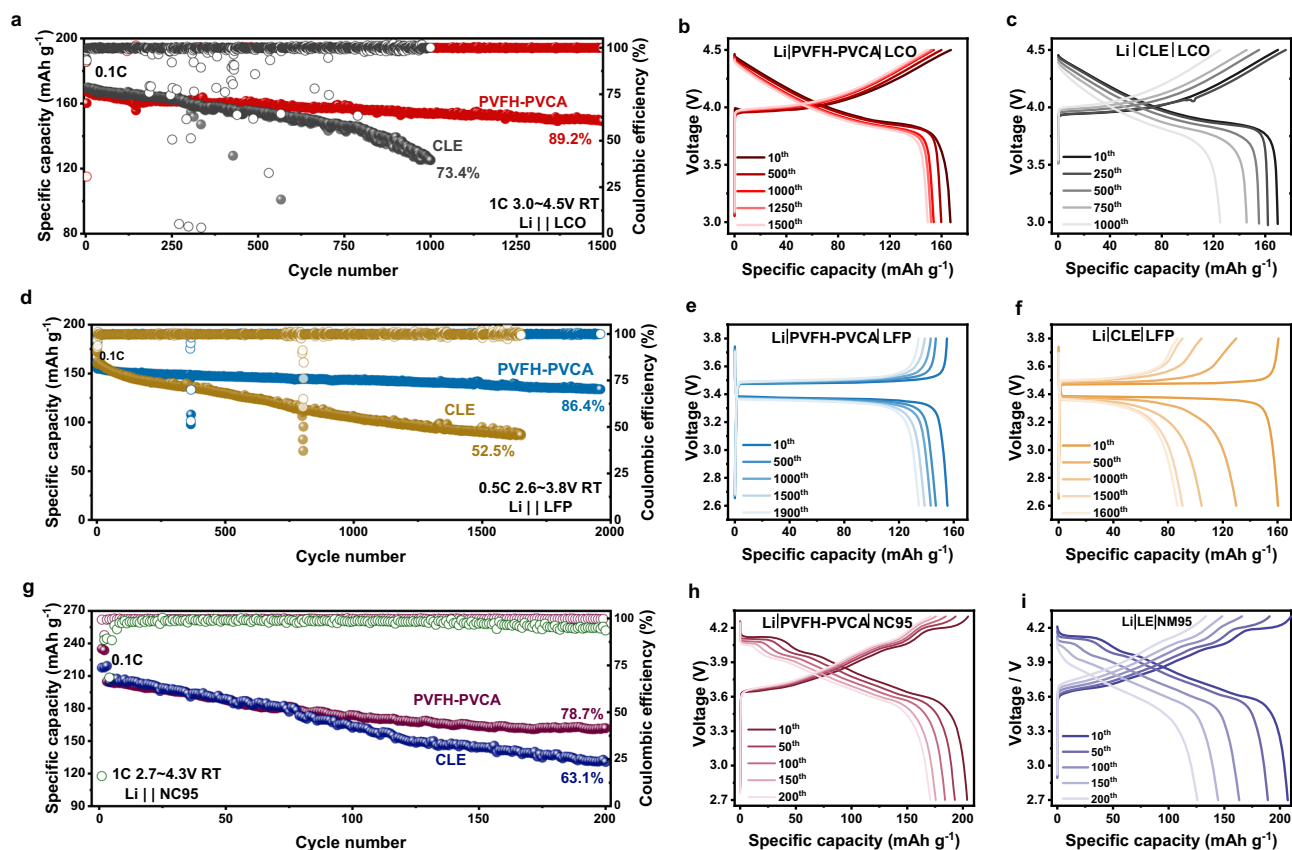 a
Specific capacity (mAh g⁻¹)
200
160
120
80
0.1C
PVFH-PVCA
89.2%
CLE
73.4%
1C 3.0~4.5V RT
Li | | LCO
100
75
50
25
0
Coulombic efficiency (%)
0 250 500 750 1000 1250 1500
Cycle number
b
Li|PVFH-PVCA|LCO
Voltage (V)
4.5
4.0
3.5
3.0
10th
500th
1000th
1250th
1500th
0 40 80 120 160
Specific capacity (mAh g⁻¹)
c
Li|CLE|LCO
Voltage (V)
4.5
4.0
3.5
3.0
10th
250th
500th
750th
1000th
0 40 80 120 160
Specific capacity (mAh g⁻¹)
d
Specific capacity (mAh g⁻¹)
200
150
100
50
0
0.1C
PVFH-PVCA
86.4%
CLE
52.5%
0.5C 2.6~3.8V RT
Li | | LFP
100
75
50
25
0
Coulombic efficiency (%)
0 500 1000 1500 2000
Cycle number
e
Li|PVFH-PVCA|LFP
Voltage (V)
3.8
3.6
3.4
3.2
3.0
2.8
2.6
10th
500th
1000th
1500th
1900th
0 40 80 120 160
Specific capacity (mAh g⁻¹)
f
Li|CLE|LFP
Voltage (V)
3.8
3.6
3.4
3.2
3.0
2.8
2.6
10th
500th
1000th
1500th
1600th
0 40 80 120 160
Specific capacity (mAh g⁻¹)
g
Specific capacity (mAh g⁻¹)
270
240
210
180
150
120
90
0.1C
PVFH-PVCA
78.7%
CLE
63.1%
1C 2.7~4.3V RT
Li | | NC95
100
75
50
25
0
Coulombic efficiency (%)
0 50 100 150 200
Cycle number
h
Li|PVFH-PVCA|NC95
Voltage (V)
4.2
3.9
3.6
3.3
3.0
2.7
10th
50th
100th
150th
200th
0 40 80 120 160 200
Specific capacity (mAh g⁻¹)
i
Li|LE|NM95
Voltage / V
4.2
3.9
3.6
3.3
3.0
2.7
10th
50th
100th
150th
200th
0 40 80 120 160 200
Specific capacity (mAh g⁻¹)